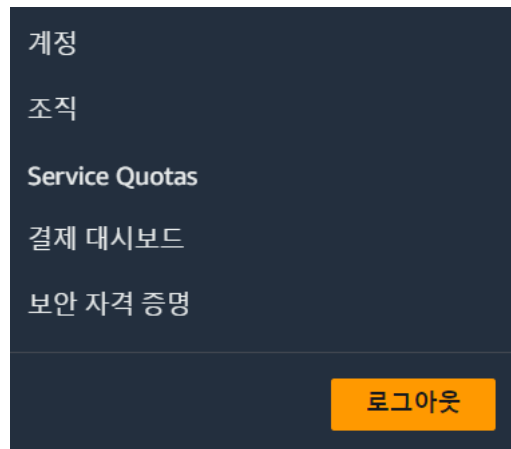 계정
조직
Service Quotas
결제 대시보드
보안 자격 증명
로그아웃